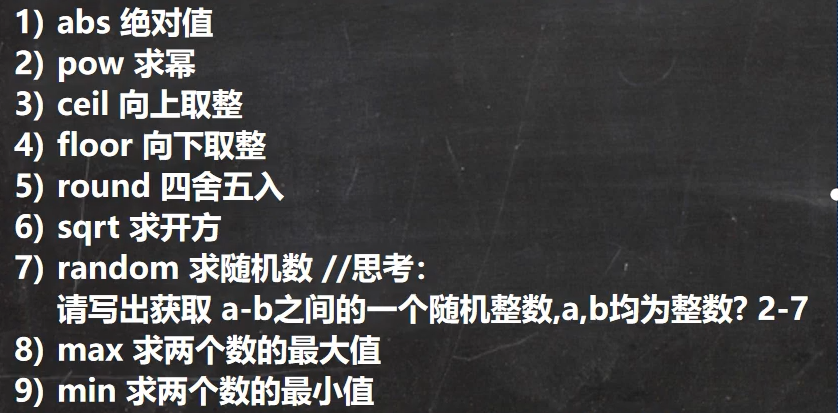 1) abs 绝对值
2) pow 求幂
3) ceil 向上取整
4) floor 向下取整
5) round 四舍五入
6) sqrt 求开方
7) random 求随机数 //思考：
请写出获取 a-b之间的一个随机整数,a,b均为整数? 2-7
8) max 求两个数的最大值
9) min 求两个数的最小值